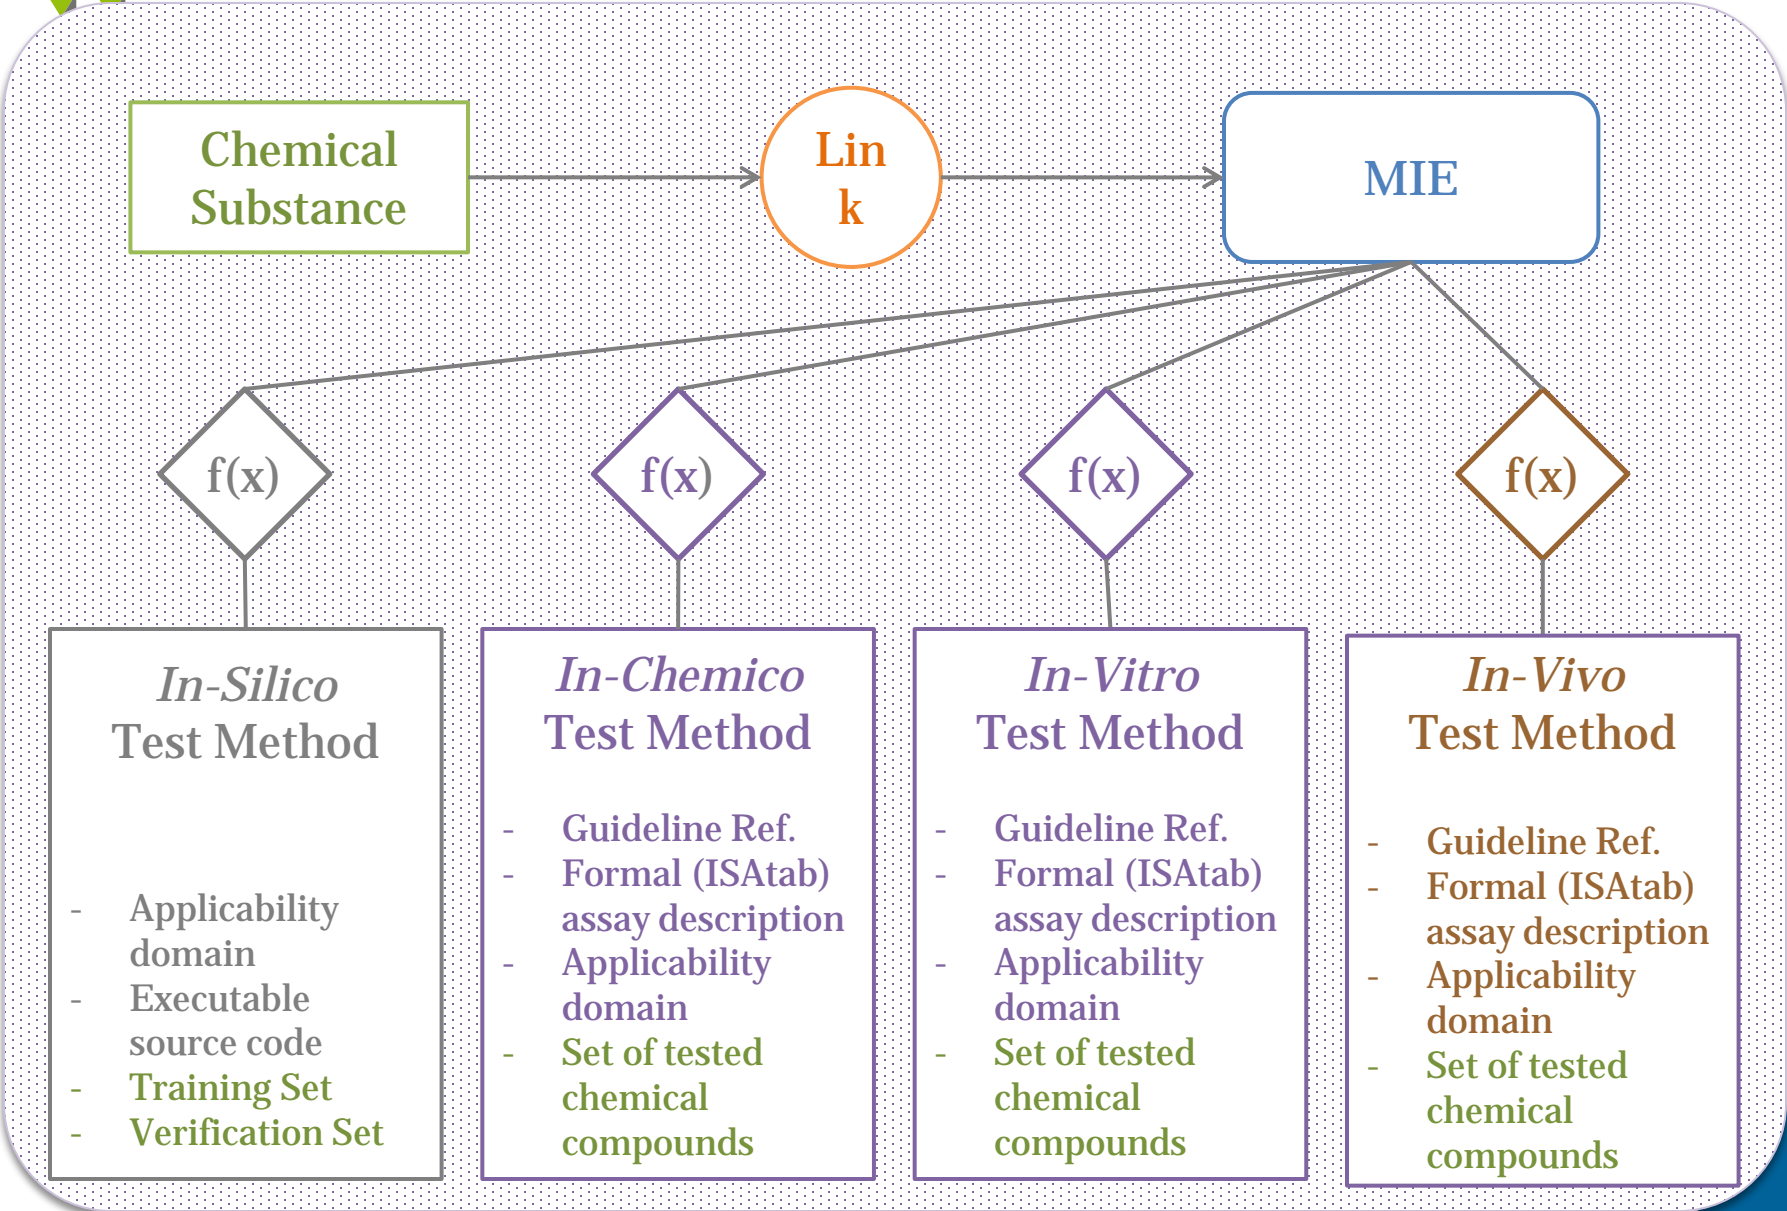 Chemical
Substance
Lin
k
MIE
f(x)
f(x)
f(x)
f(x)
In-Silico
Test Method
- Applicability
domain
- Executable
source code
- Training Set
- Verification Set
In-Chemico
Test Method
- Guideline Ref.
- Formal (ISAtab)
assay description
- Applicability
domain
- Set of tested
chemical
compounds
In-Vitro
Test Method
- Guideline Ref.
- Formal (ISAtab)
assay description
- Applicability
domain
- Set of tested
chemical
compounds
In-Vivo
Test Method
- Guideline Ref.
- Formal (ISAtab)
assay description
- Applicability
domain
- Set of tested
chemical
compounds